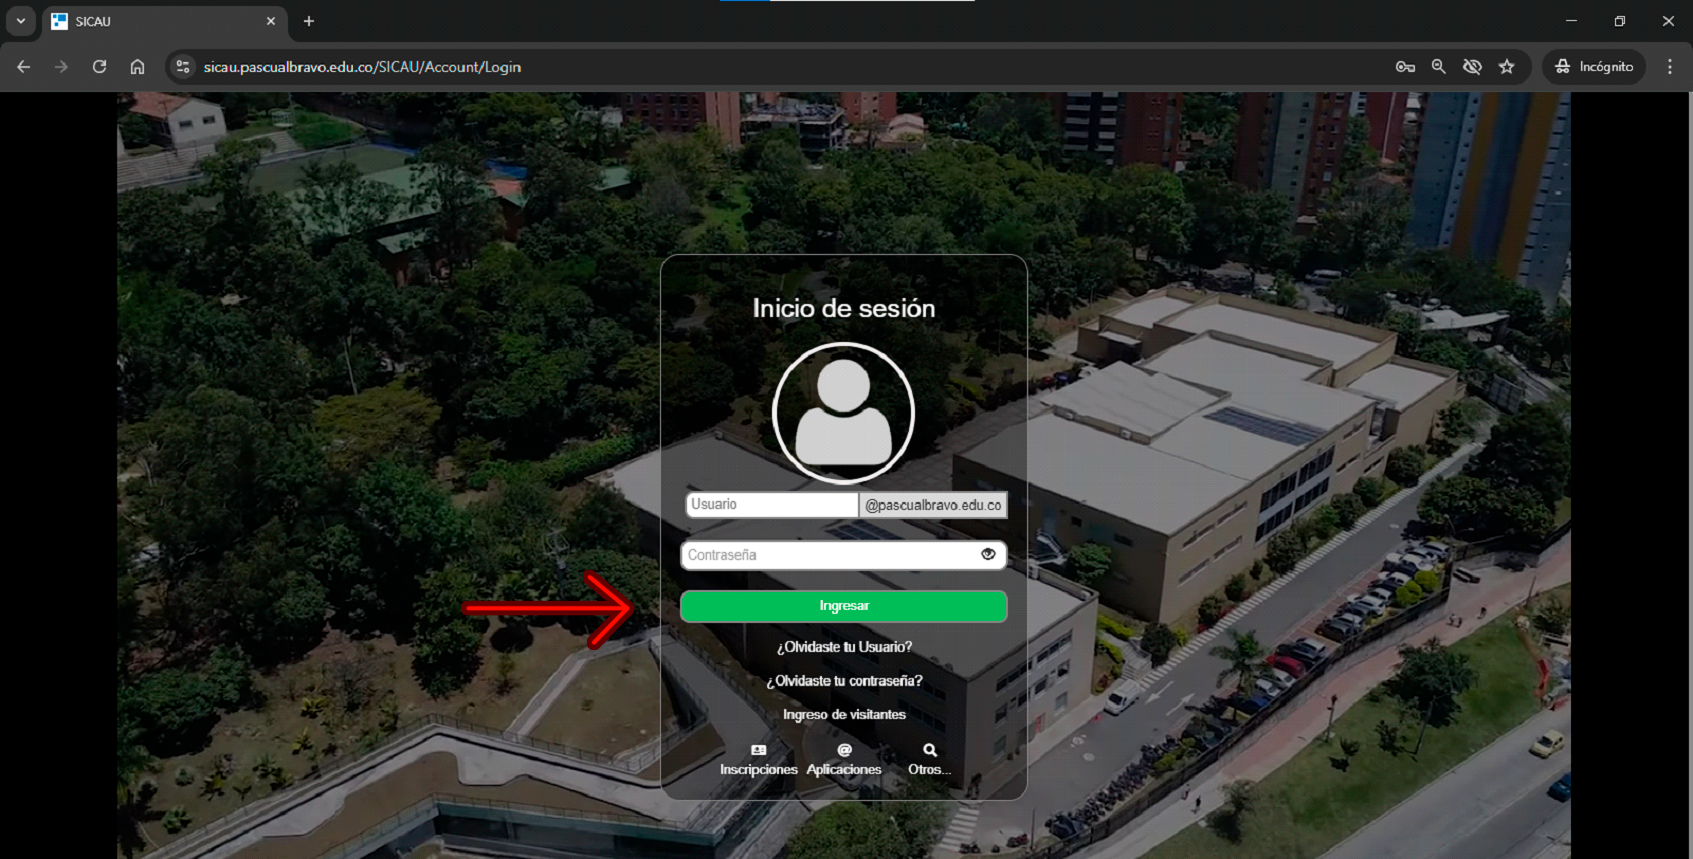 SICAU
sicau.pascualbravo.edu.co/SICAU/Account/Login
Incógnito
Inicio de sesión
Usuario
@pascualbravo.edu.co
Contraseña
Ingresar
¿Olvidaste tu Usuario?
¿Olvidaste tu contraseña?
Ingreso de visitantes
Inscripciones Aplicaciones Otros...